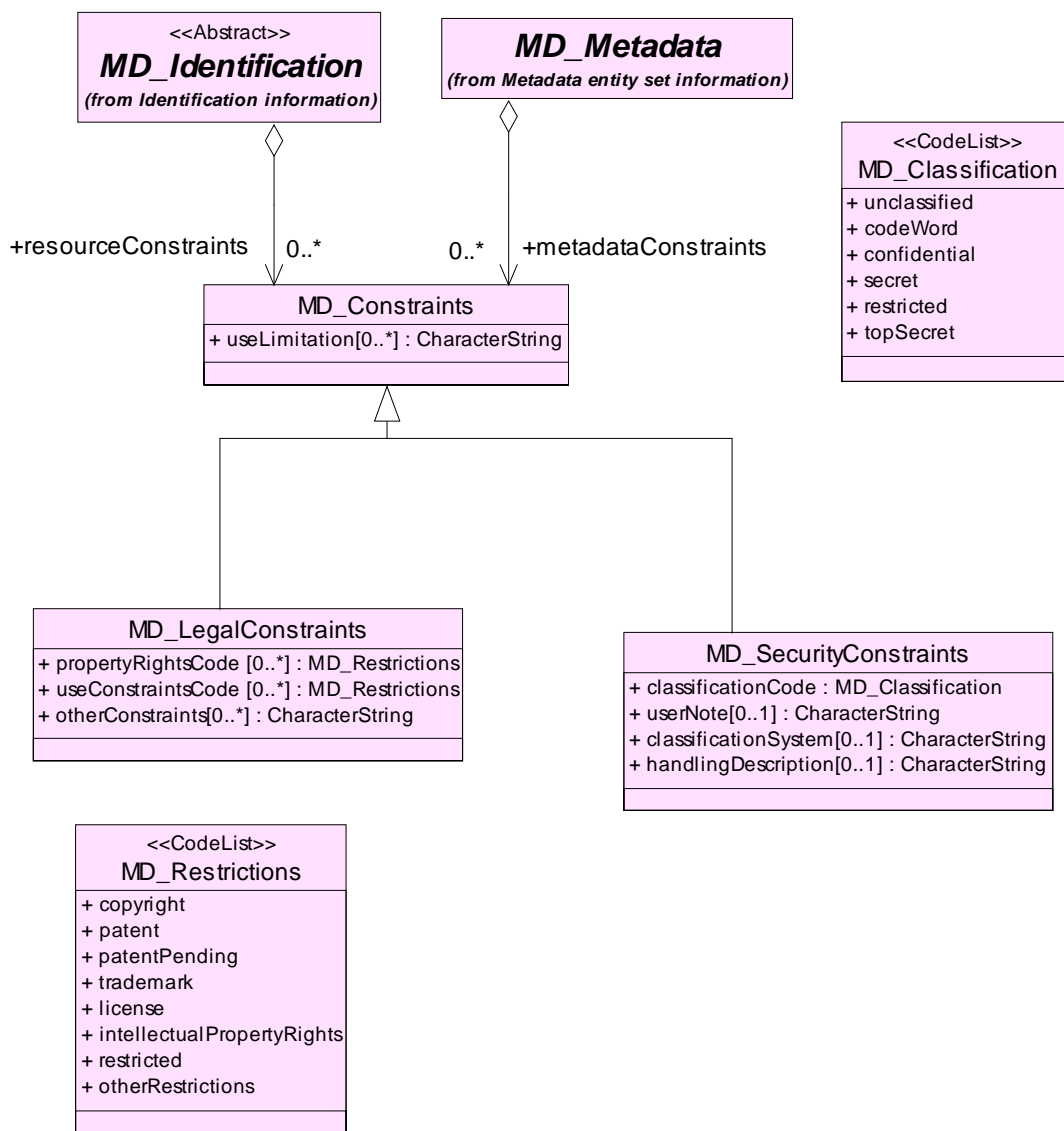 <<Abstract>>
MD_Identification
(from Identification information)
MD_Metadata
(from Metadata entity set information)
<<CodeList>>
MD_Classification
+ unclassified
+ codeWord
+ confidential
+ secret
+ restricted
+ topSecret
+resourceConstraints
0..*
0..*
+metadataConstraints
MD_Constraints
+ useLimitation[0..*] : CharacterString
MD_LegalConstraints
+ propertyRightsCode [0..*] : MD_Restrictions
+ useConstraintsCode [0..*] : MD_Restrictions
+ otherConstraints[0..*] : CharacterString
MD_SecurityConstraints
+ classificationCode : MD_Classification
+ userNote[0..1] : CharacterString
+ classificationSystem[0..1] : CharacterString
+ handlingDescription[0..1] : CharacterString
<<CodeList>>
MD_Restrictions
+ copyright
+ patent
+ patentPending
+ trademark
+ license
+ intellectualPropertyRights
+ restricted
+ otherRestrictions